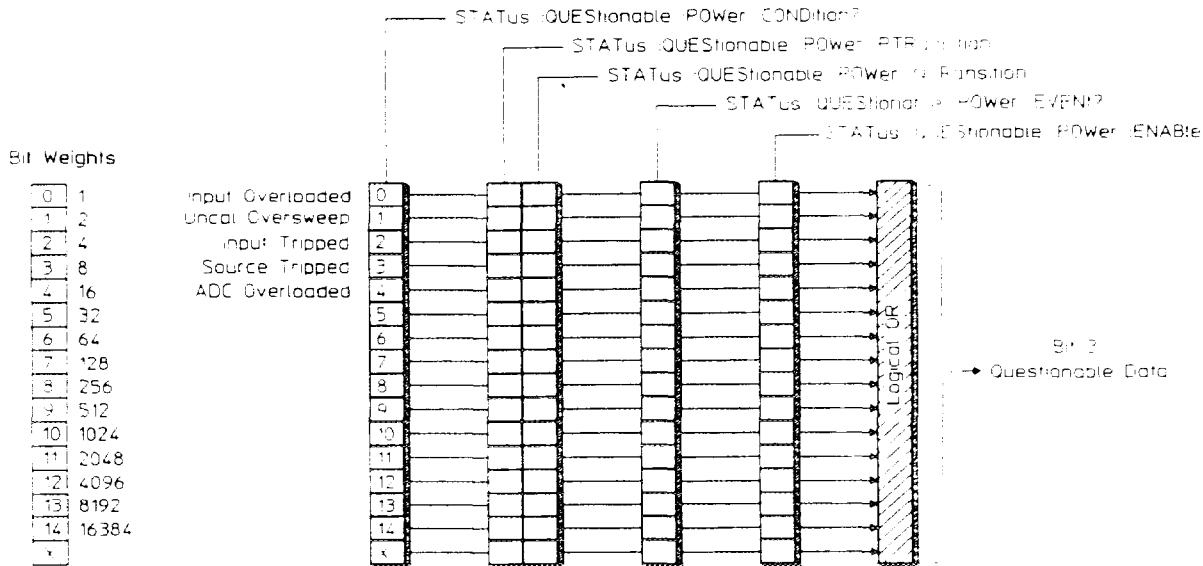 STATus :QUEStionable :POWer :CONDition?
STATus :QUEStionable :POWer :PTRansition
STATus :QUEStionable :POWer Ransition
STATus :QUEStionable :POWer :EVENt?
STATus :QUEStionable :POWer :ENABle
Bit Weights
0 1
1 2
2 4
3 8
4 16
5 32
6 64
7 128
8 256
9 512
10 1024
11 2048
12 4096
13 8192
14 16384
x
Input Overloaded 0
Uncal Oversweep 1
Input Tripped 2
Source Tripped 3
ADC Overloaded 4
5
6
7
8
9
10
11
12
13
14
x
Logical OR
Bit 3
Questionable Data